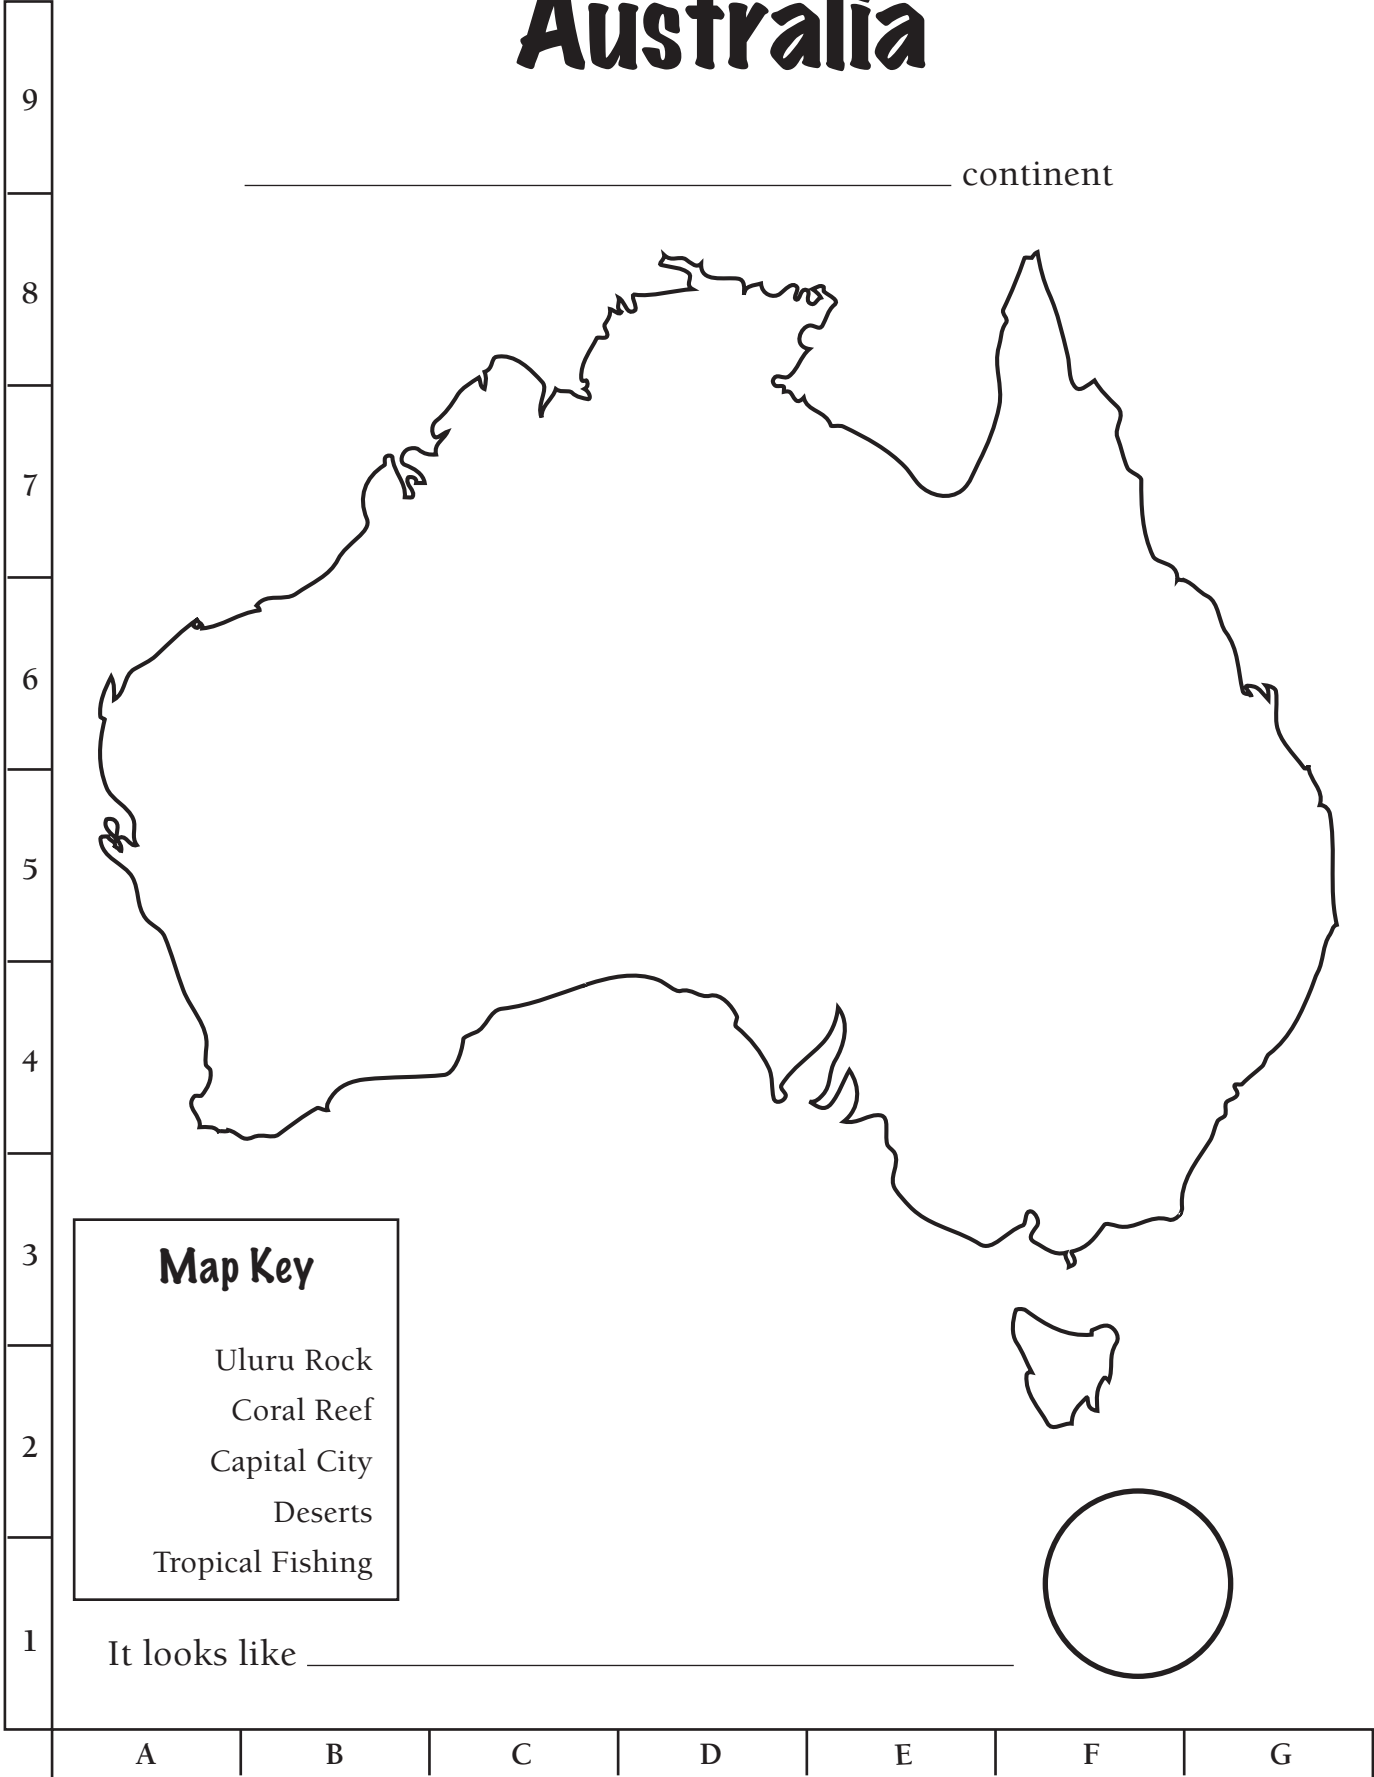 Australia
9
continent
8
7
6
5
4
3
Map Key
Uluru Rock
Coral Reef
2
Capital City
Deserts
Tropical Fishing
1
It looks like
A B C D E F G